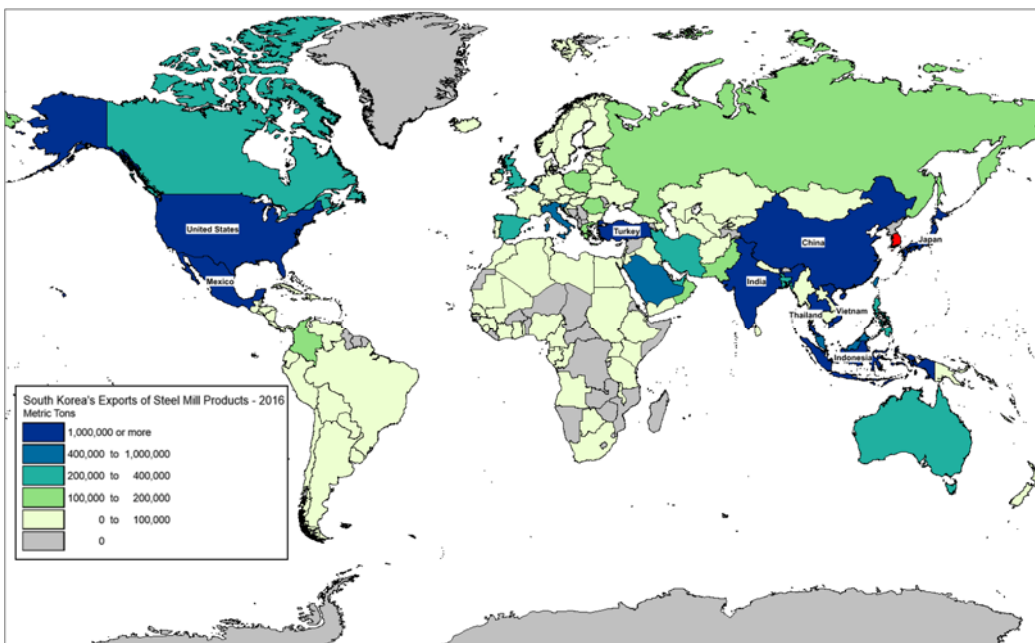 United States
Mexico
Turkey
China
Japan
India
Thailand
Vietnam
Indonesia
South Korea's Exports of Steel Mill Products - 2016
Metric Tons
1,000,000 or more
400,000 to 1,000,000
200,000 to 400,000
100,000 to 200,000
0 to 100,000
0